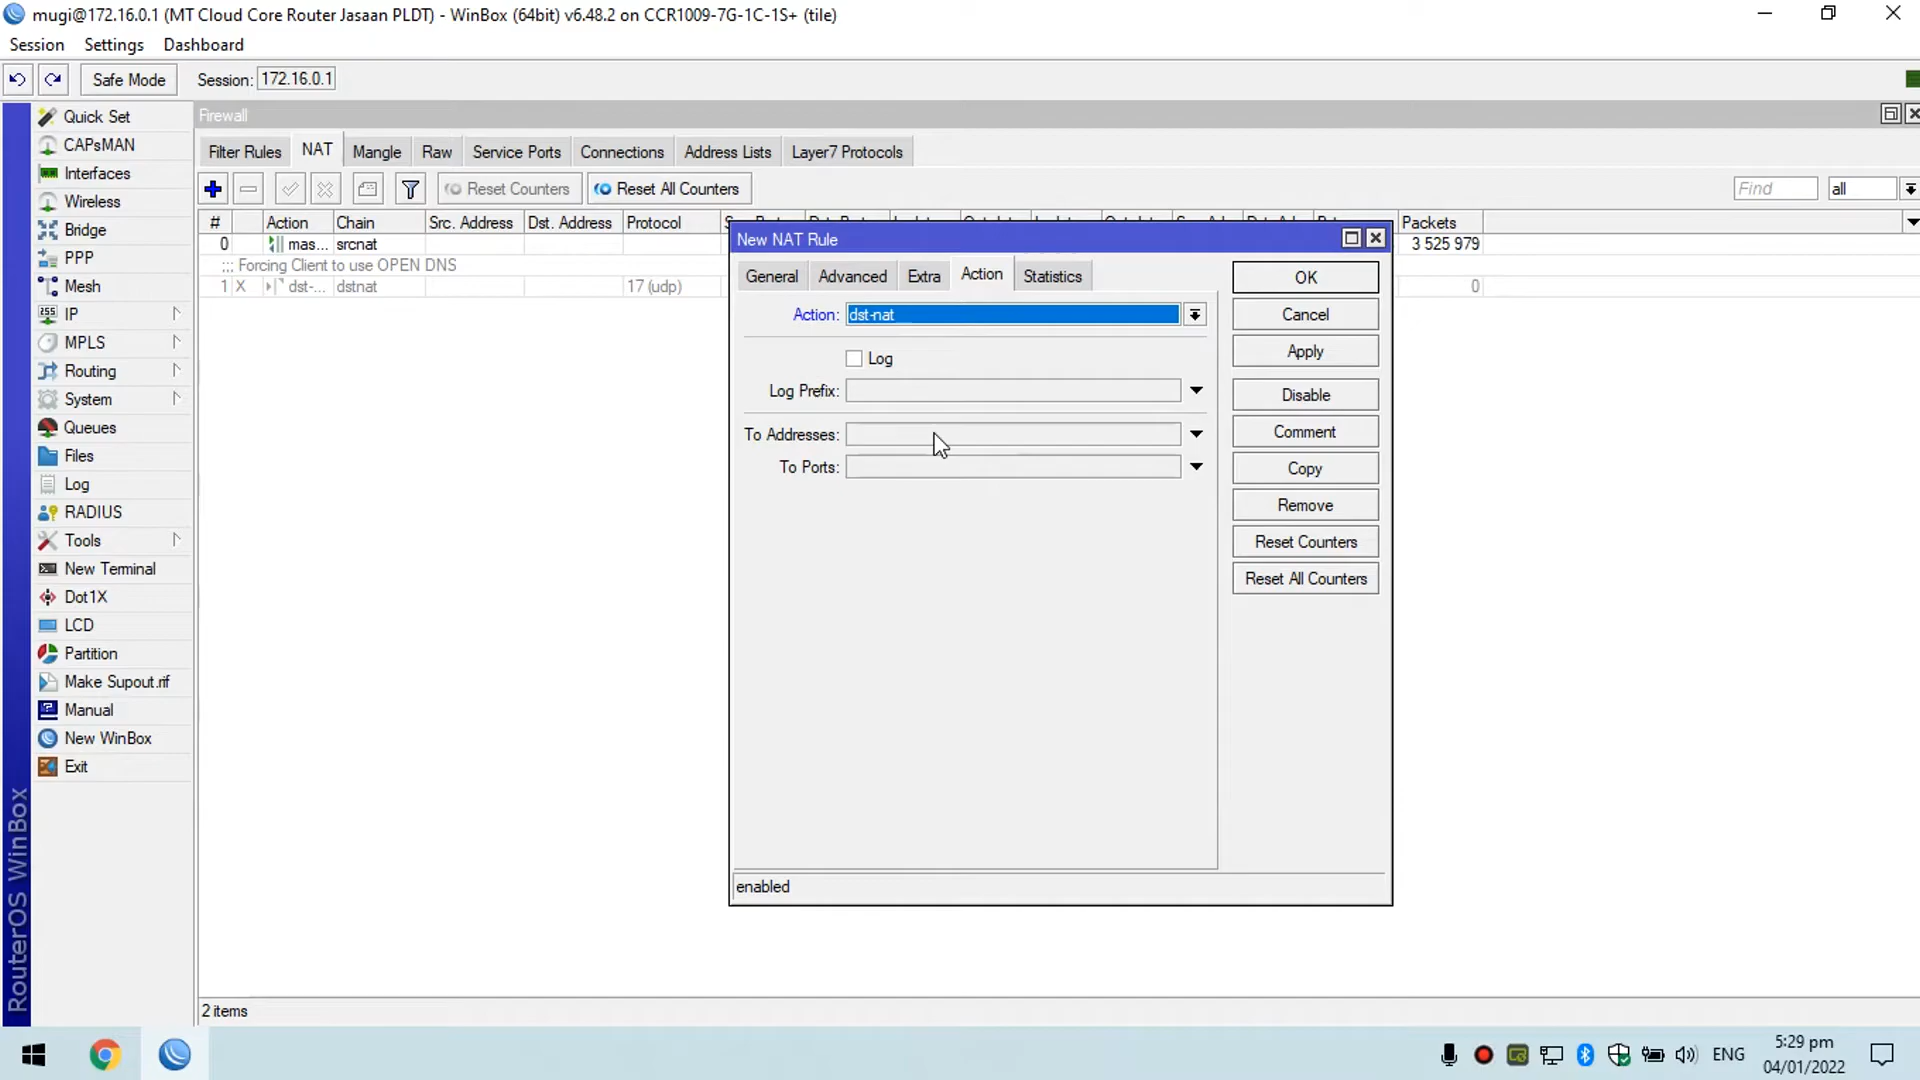 mugi@172.16.0.1 (MT Cloud Core Router Jasaan PLDT) - WinBox (64bit) v6.48.2 on CCR1009-7G-1C-1S+ (tile)
Session Settings Dashboard
Safe Mode Session: 172.16.0.1
Quick Set
CAPsMAN
Interfaces
Wireless
Bridge
PPP
Mesh
IP
MPLS
Routing
System
Queues
Files
Log
RADIUS
Tools
New Terminal
Dot1X
LCD
Partition
Make Supout.rif
Manual
New WinBox
Exit
RouterOS WinBox
Firewall
Filter Rules NAT Mangle Raw Service Ports Connections Address Lists Layer7 Protocols
Reset Counters Reset All Counters Find all
# Action Chain Src. Address Dst. Address Protocol Packets
0 mas... srcnat 3 525 979
;;; Forcing Client to use OPEN DNS
1 X dst-... dstnat 17 (udp) 0
New NAT Rule
General Advanced Extra Action Statistics
Action: dst-nat
Log
Log Prefix:
To Addresses:
To Ports:
OK
Cancel
Apply
Disable
Comment
Copy
Remove
Reset Counters
Reset All Counters
enabled
2 items
ENG
5:29 pm
04/01/2022